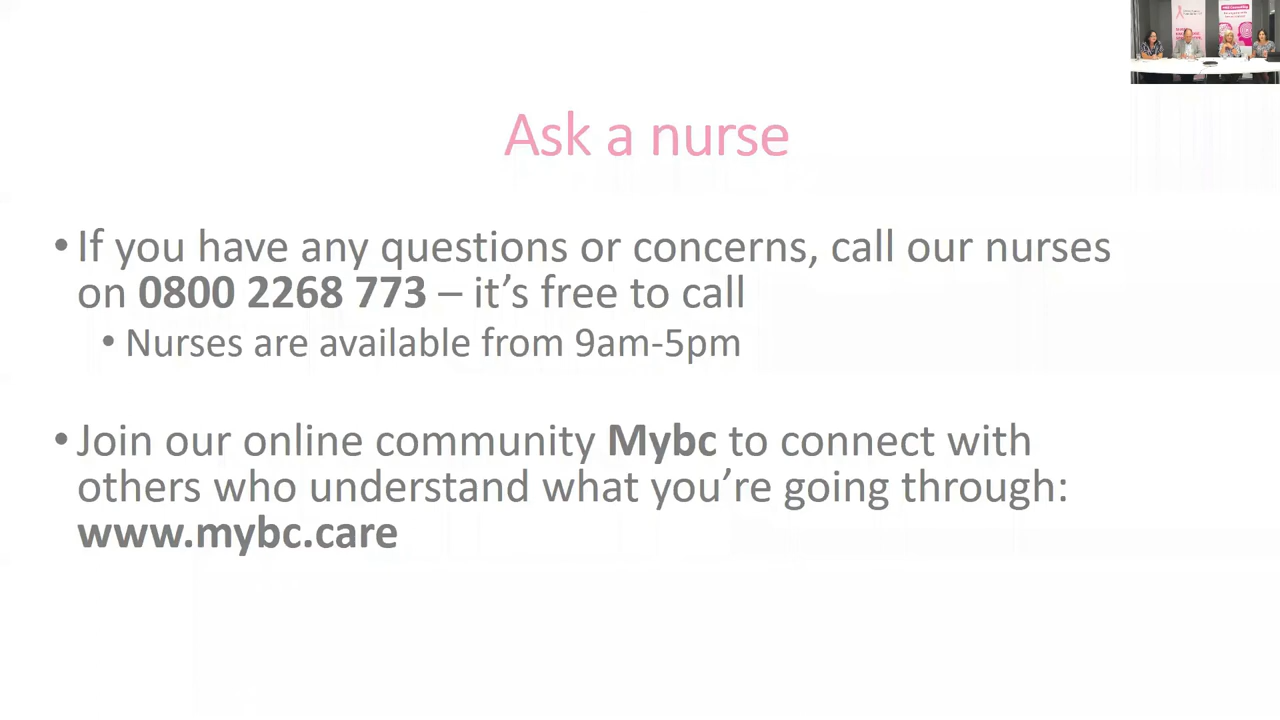 Ask a nurse
• If you have any questions or concerns, call our nurses
on 0800 2268 773 – it’s free to call
• Nurses are available from 9am-5pm
• Join our online community Mybc to connect with
others who understand what you’re going through:
www.mybc.care